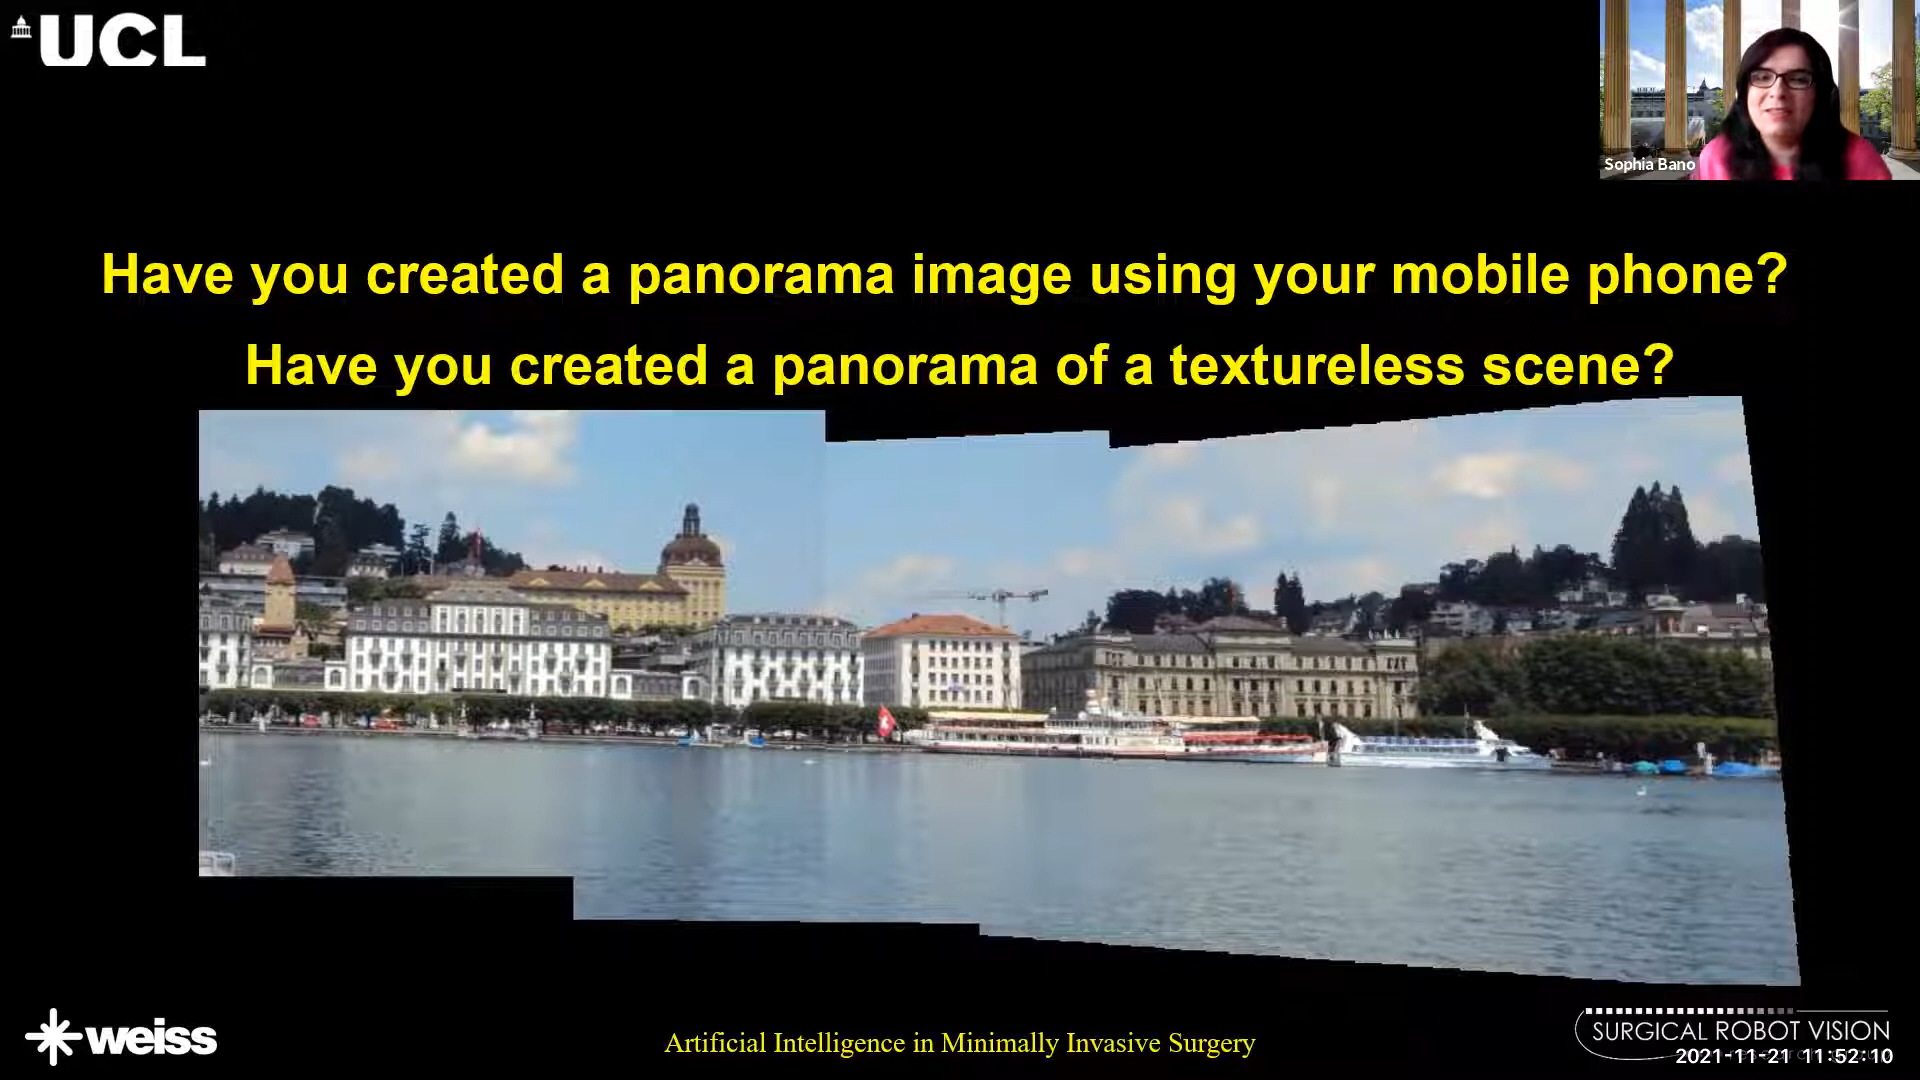 UCL
Sophia Bano
Have you created a panorama image using your mobile phone?
Have you created a panorama of a textureless scene?
weiss
Artificial Intelligence in Minimally Invasive Surgery
SURGICAL ROBOT VISION
2021-11-21 11:52:10